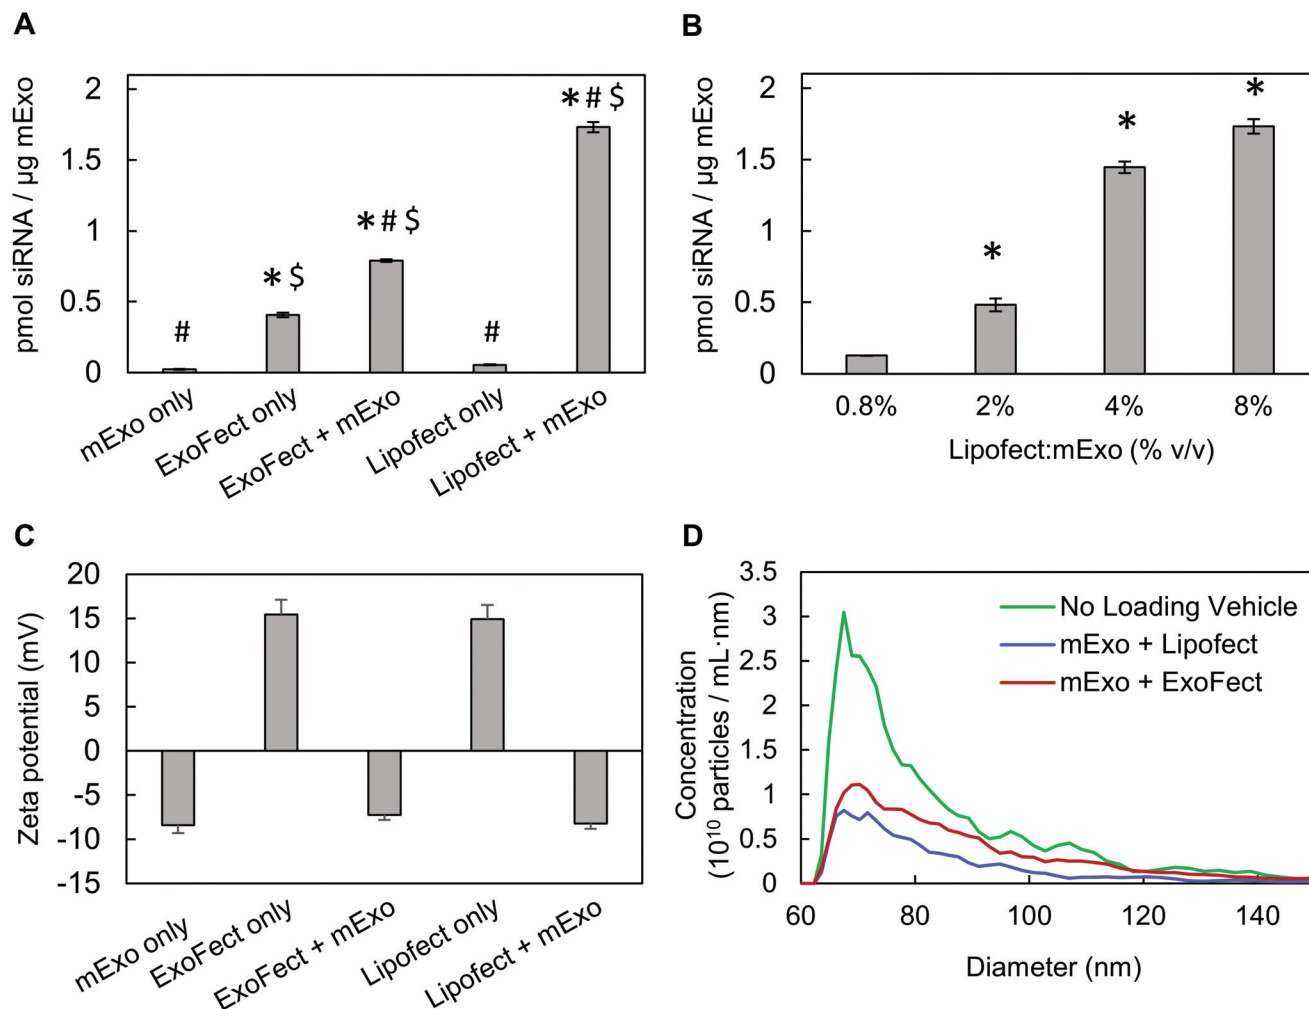 A
pmol siRNA / μg mExo
2
1.5
1
0.5
0
#
* $
* # $
#
* # $
mExo only
ExoFect only
ExoFect + mExo
Lipofect only
Lipofect + mExo
B
pmol siRNA / μg mExo
2
1.5
1
0.5
0
*
*
*
0.8%
2%
4%
8%
Lipofect:mExo (% v/v)
C
Zeta potential (mV)
20
15
10
5
0
-5
-10
-15
mExo only
ExoFect only
ExoFect + mExo
Lipofect only
Lipofect + mExo
D
Concentration
(10¹⁰ particles / mL·nm)
3.5
3
2.5
2
1.5
1
0.5
0
No Loading Vehicle
mExo + Lipofect
mExo + ExoFect
60
80
100
120
140
Diameter (nm)